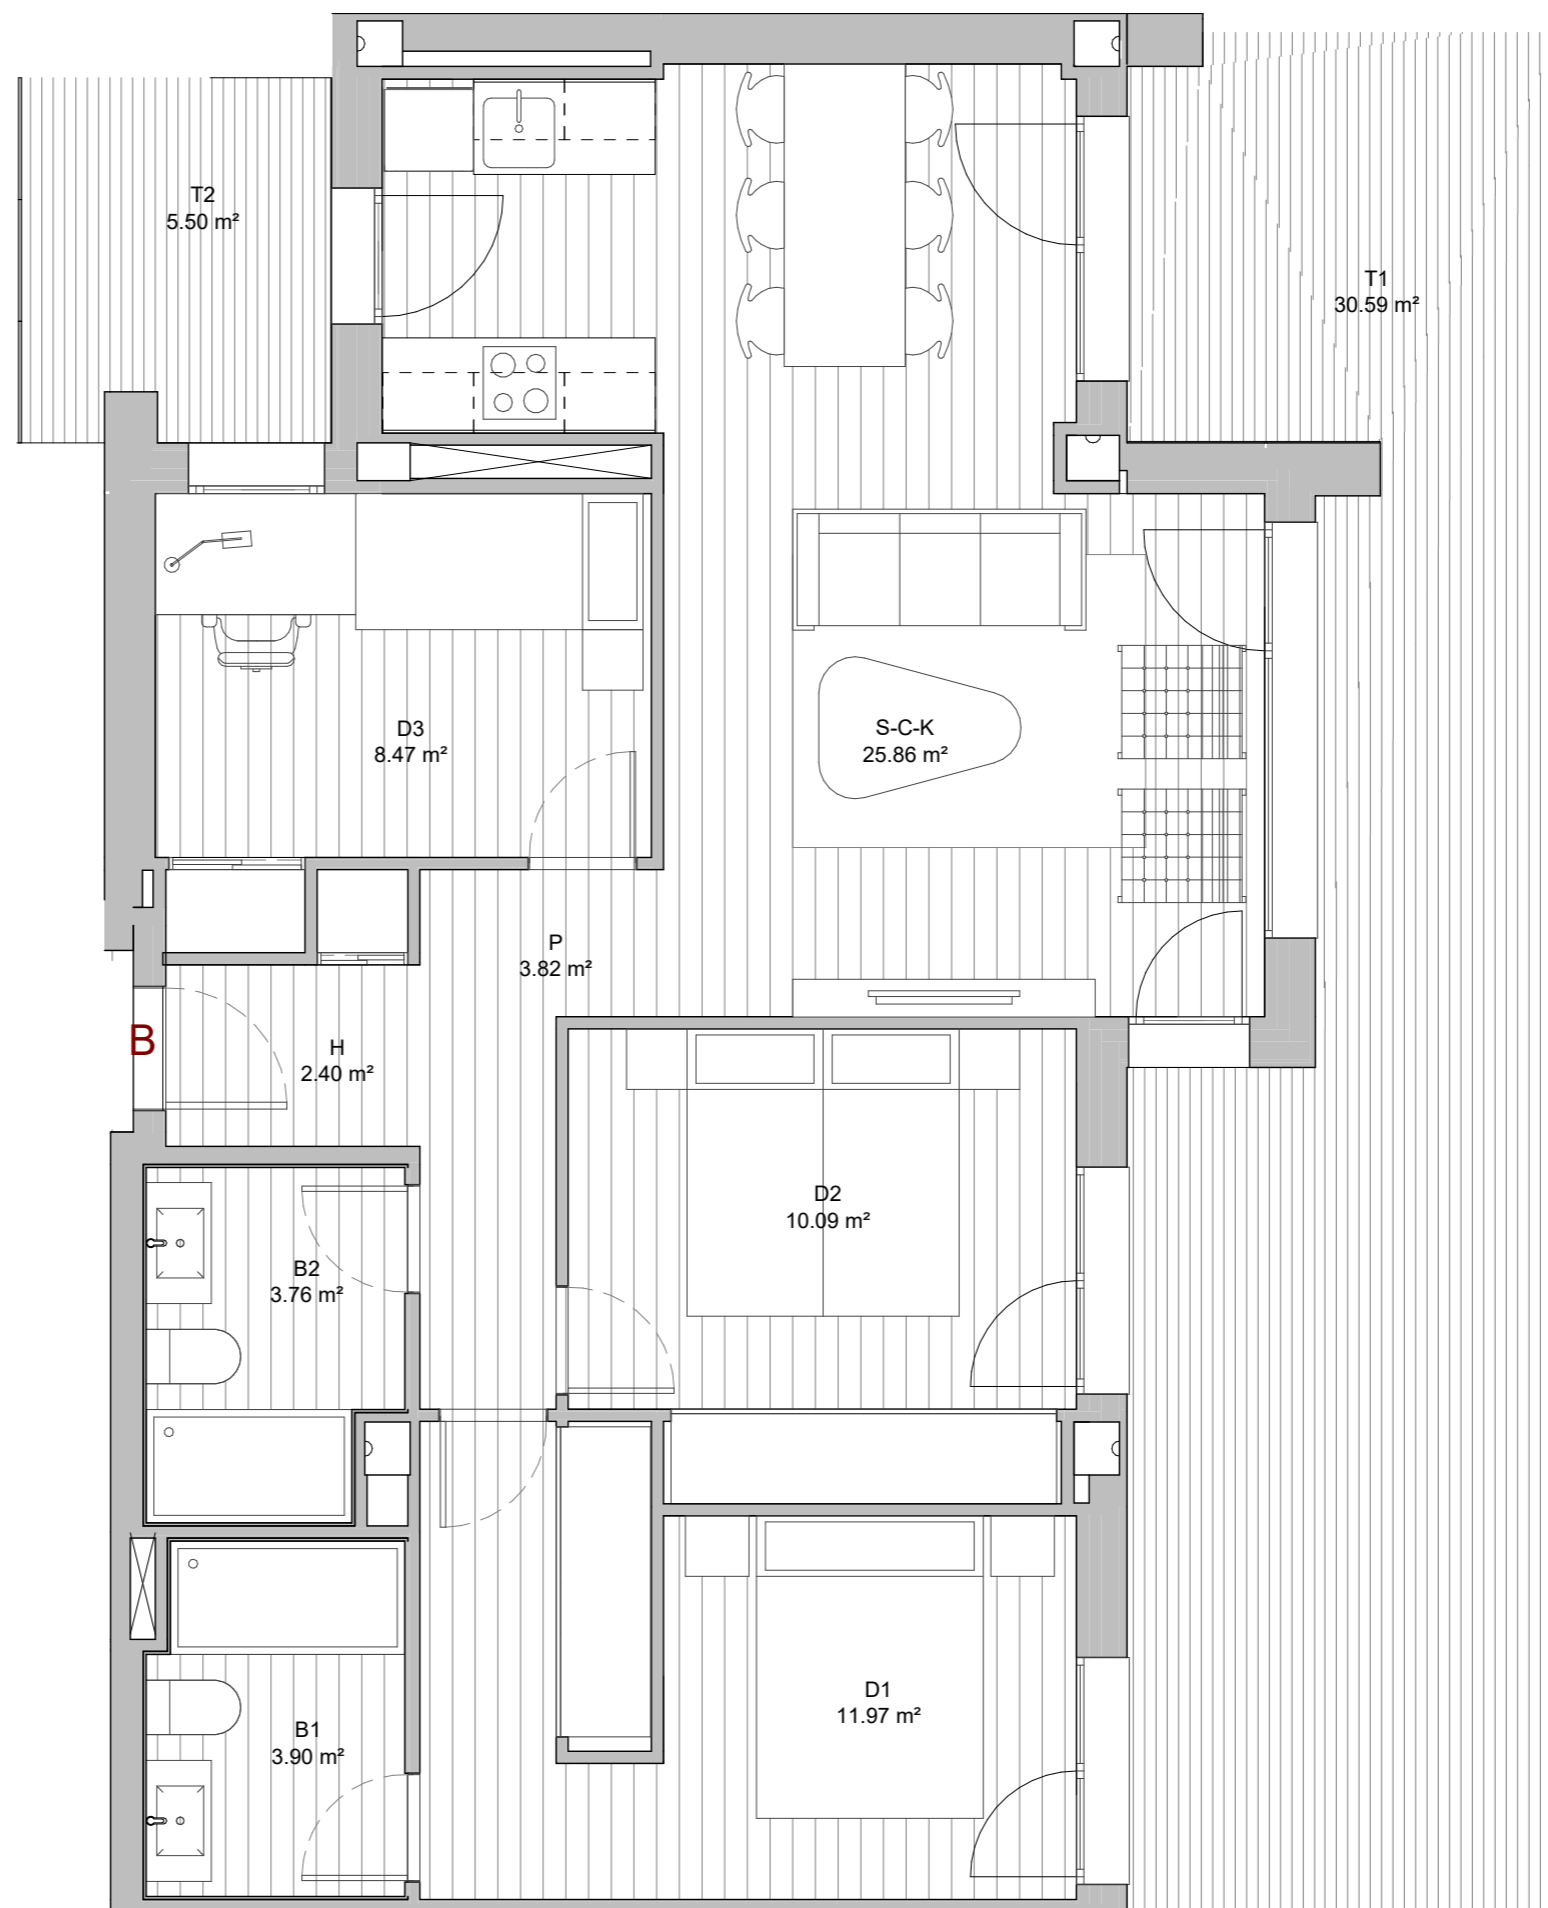 T2
5.50 m²
T1
30.59 m²
D3
8.47 m²
S-C-K
25.86 m²
P
3.82 m²
B
H
2.40 m²
D2
10.09 m²
B2
3.76 m²
D1
11.97 m²
B1
3.90 m²